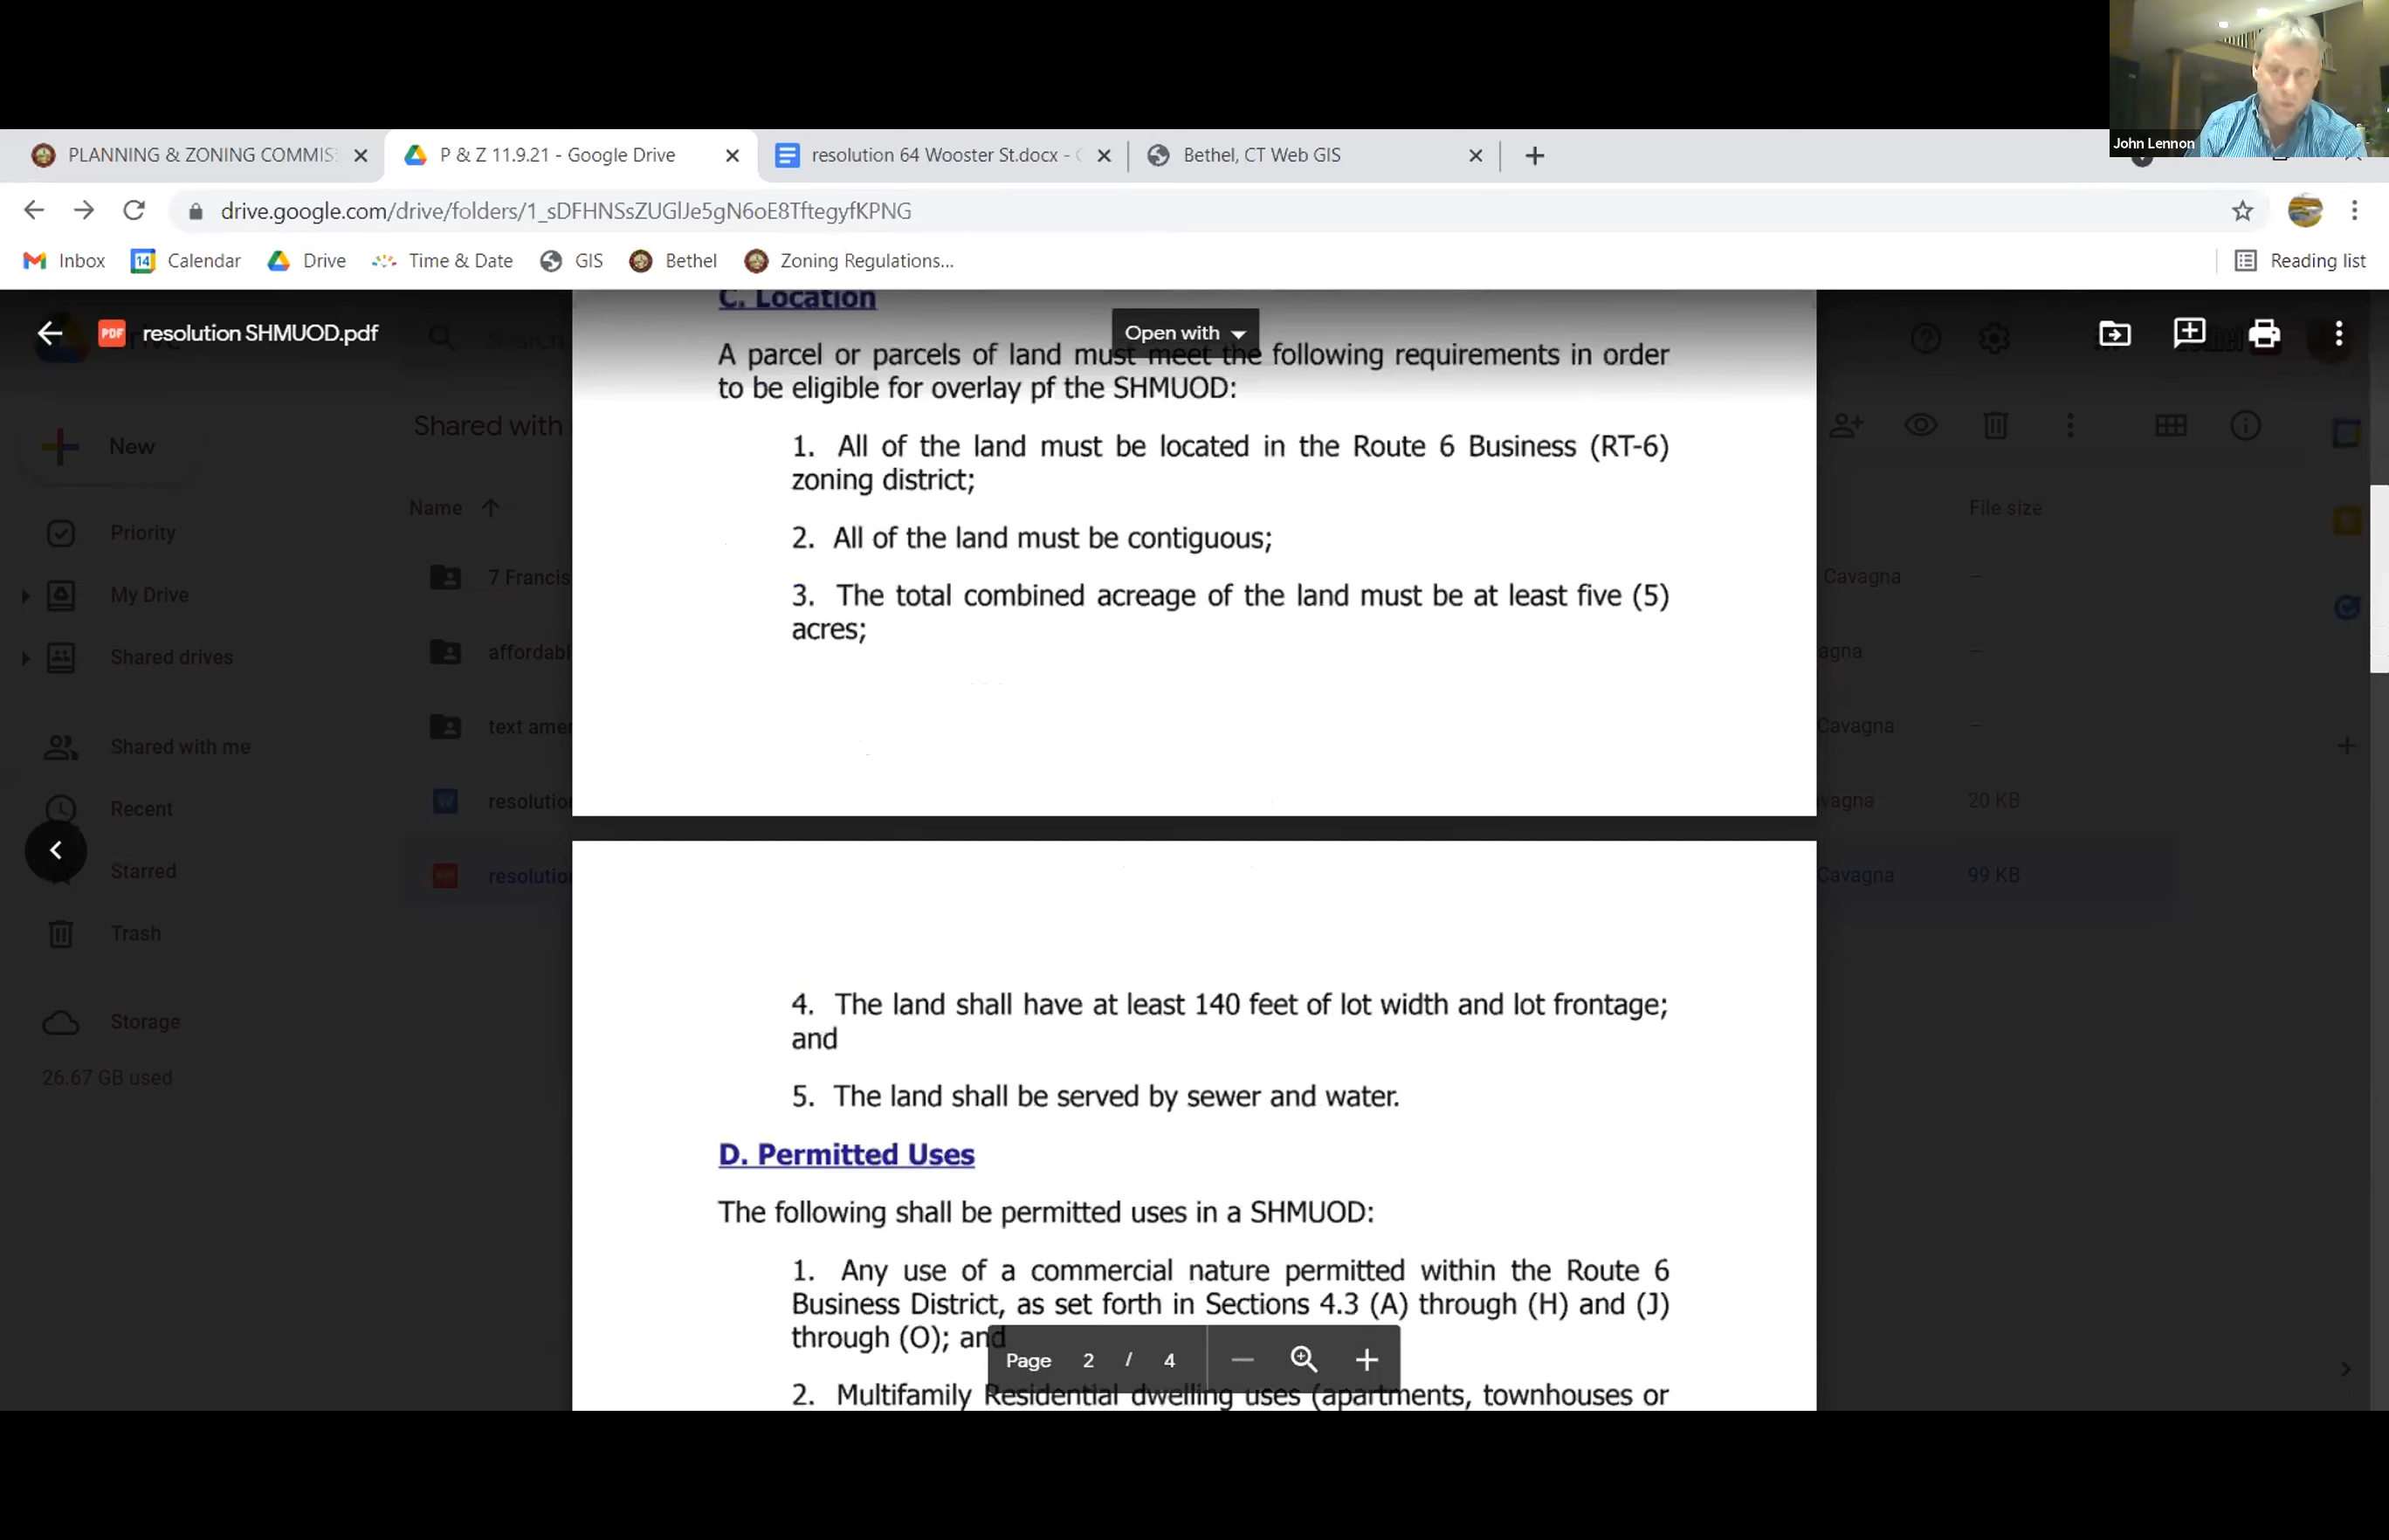 John Lennon
PLANNING & ZONING COMMIS
P & Z 11.9.21 - Google Drive
resolution 64 Wooster St.docx -
Bethel, CT Web GIS
drive.google.com/drive/folders/1_sDFHNSsZUGlJe5gN6oE8TftegyfKPNG
Inbox
14
Calendar
Drive
Time & Date
GIS
Bethel
Zoning Regulations...
Reading list
PDF
resolution SHMUOD.pdf
Open with
New
Priority
My Drive
Shared drives
Shared with me
Recent
Starred
Trash
Storage
26.67 GB used
Shared with
Name
File size
7 Francis
Cavagna
affordabl
agna
text amer
Cavagna
resolution
vagna
20 KB
resolution
Cavagna
99 KB
C. Location
A parcel or parcels of land must meet the following requirements in order
to be eligible for overlay pf the SHMUOD:
1. All of the land must be located in the Route 6 Business (RT-6)
zoning district;
2. All of the land must be contiguous;
3. The total combined acreage of the land must be at least five (5)
acres;
4. The land shall have at least 140 feet of lot width and lot frontage;
and
5. The land shall be served by sewer and water.
D. Permitted Uses
The following shall be permitted uses in a SHMUOD:
1. Any use of a commercial nature permitted within the Route 6
Business District, as set forth in Sections 4.3 (A) through (H) and (J)
through (O); and
2. Multifamily Residential dwelling uses (apartments, townhouses or
Page 2 / 4